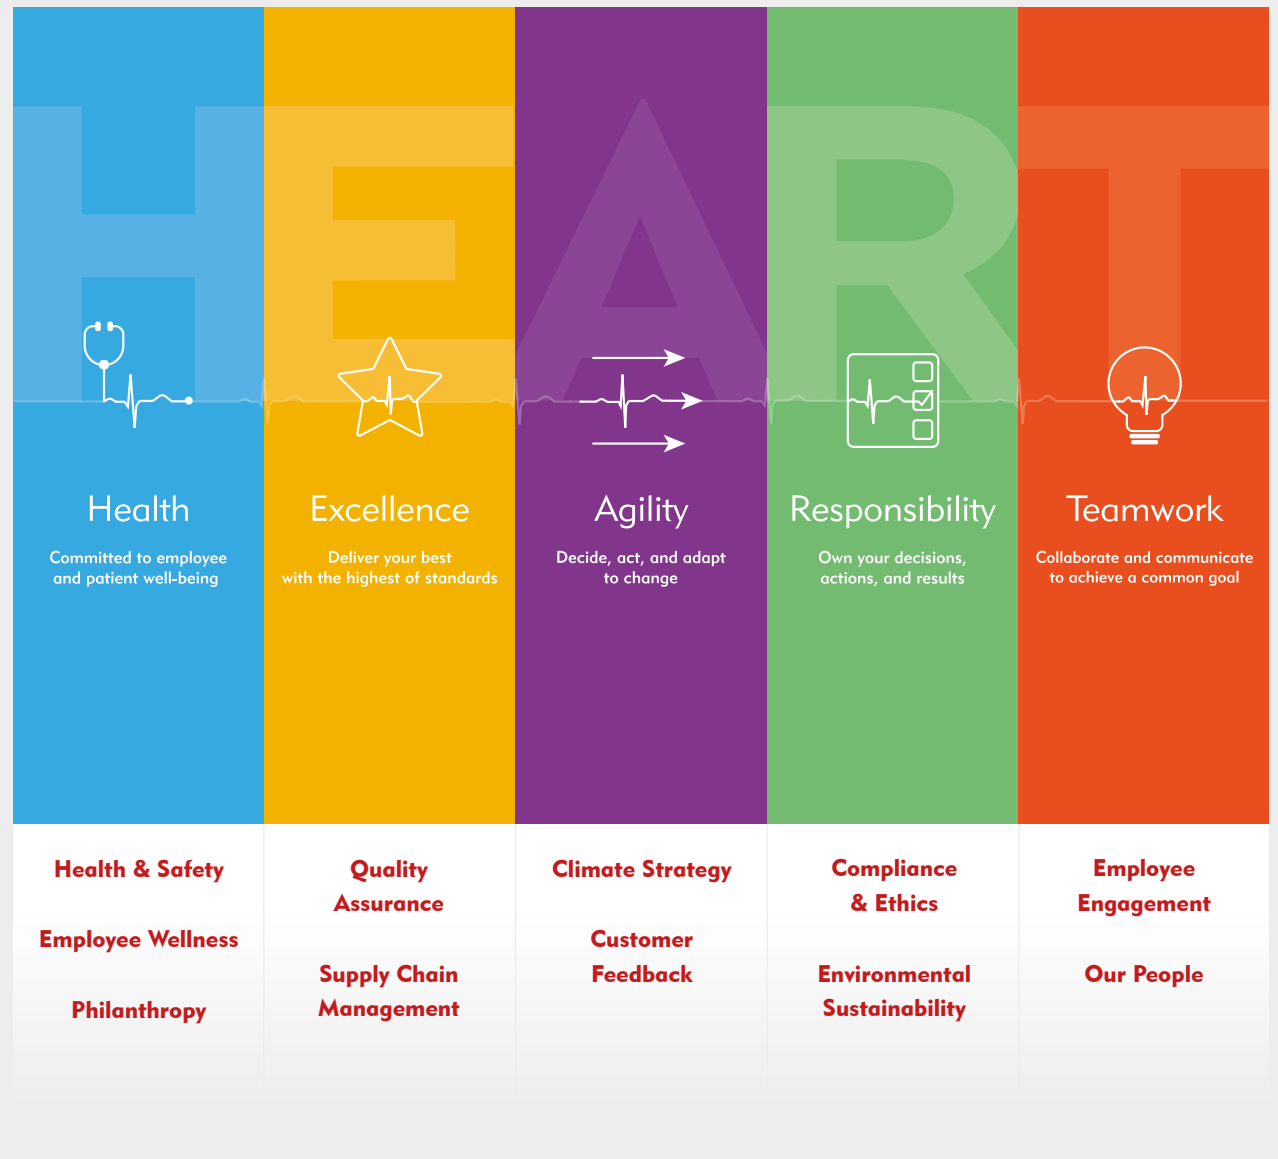 HEART
Health
Committed to employee
and patient well-being
Excellence
Deliver your best
with the highest of standards
Agility
Decide, act, and adapt
to change
Responsibility
Own your decisions,
actions, and results
Teamwork
Collaborate and communicate
to achieve a common goal
Health & Safety
Employee Wellness
Philanthropy
Quality
Assurance
Supply Chain
Management
Climate Strategy
Customer
Feedback
Compliance
& Ethics
Environmental
Sustainability
Employee
Engagement
Our People